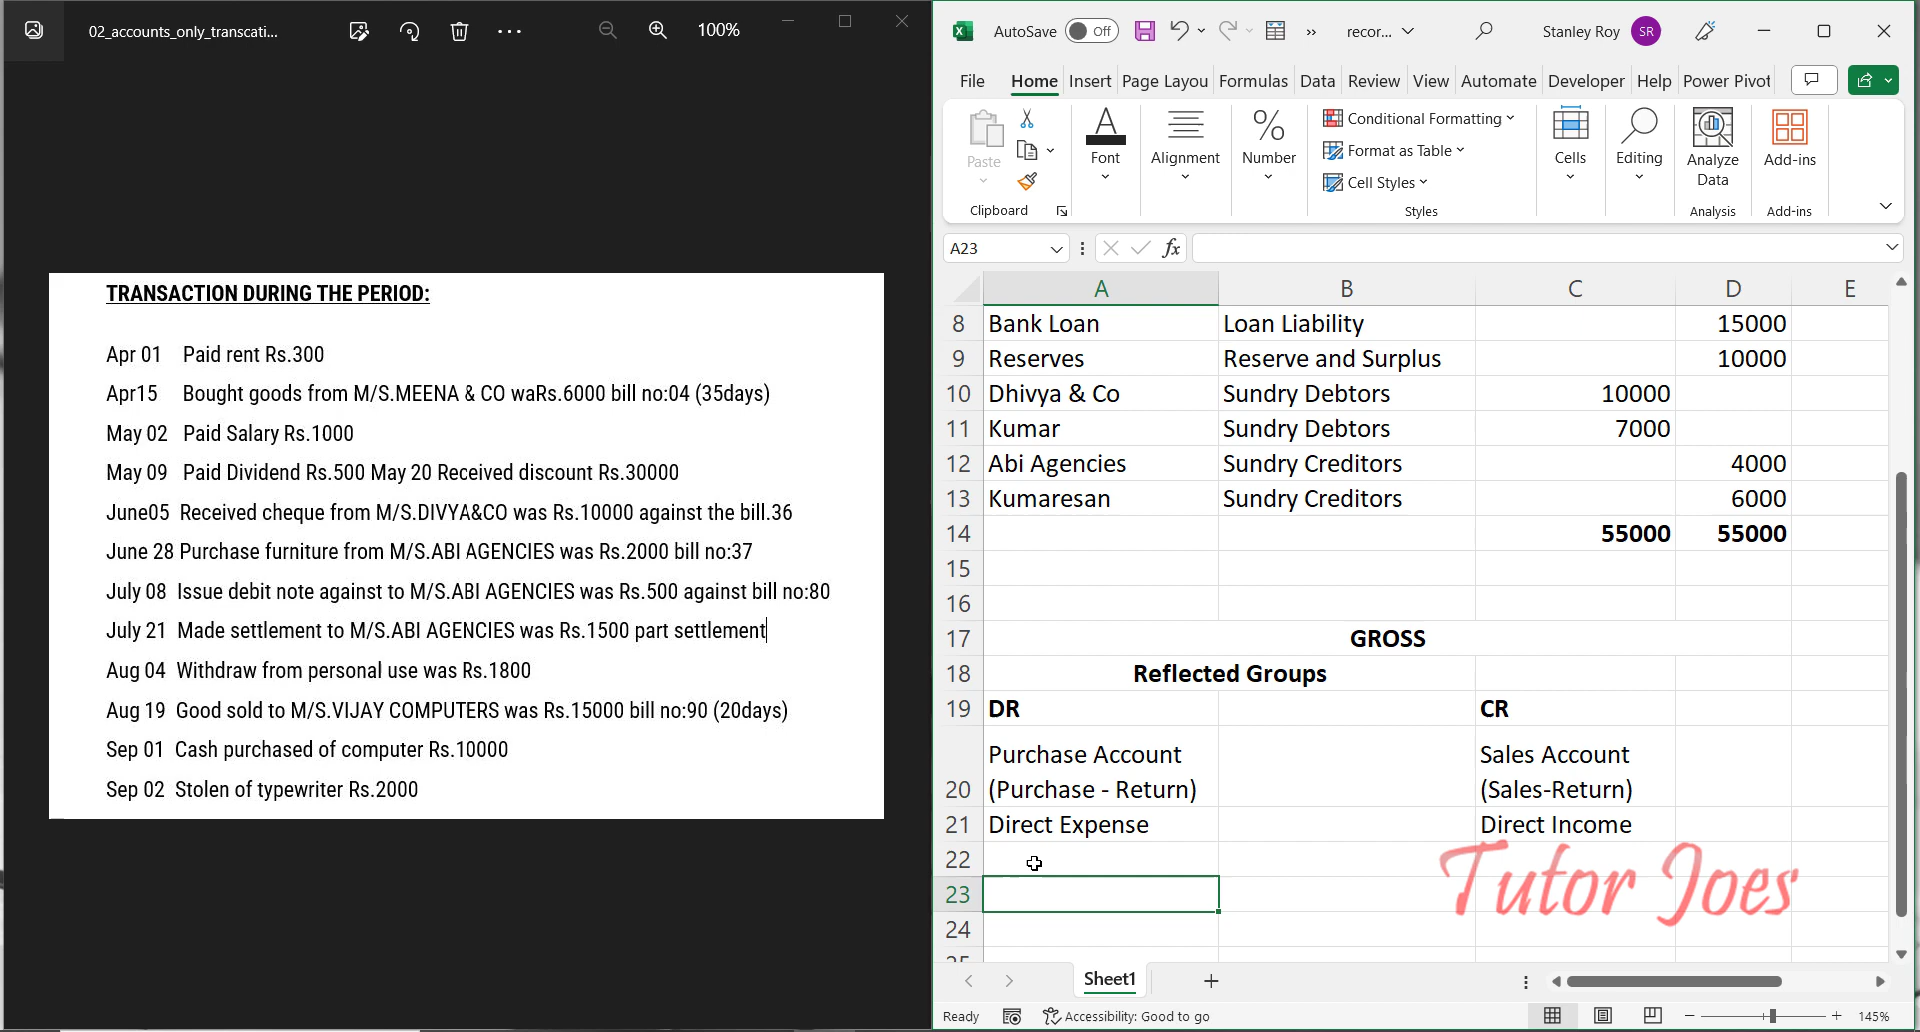 02_accounts_only_transcati...
100%
TRANSACTION DURING THE PERIOD:
Apr 01 Paid rent Rs.300
Apr15 Bought goods from M/S.MEENA & CO waRs.6000 bill no:04 (35days)
May 02 Paid Salary Rs.1000
May 09 Paid Dividend Rs.500 May 20 Received discount Rs.30000
June05 Received cheque from M/S.DIVYA&CO was Rs.10000 against the bill.36
June 28 Purchase furniture from M/S.ABI AGENCIES was Rs.2000 bill no:37
July 08 Issue debit note against to M/S.ABI AGENCIES was Rs.500 against bill no:80
July 21 Made settlement to M/S.ABI AGENCIES was Rs.1500 part settlement
Aug 04 Withdraw from personal use was Rs.1800
Aug 19 Good sold to M/S.VIJAY COMPUTERS was Rs.15000 bill no:90 (20days)
Sep 01 Cash purchased of computer Rs.10000
Sep 02 Stolen of typewriter Rs.2000
AutoSave Off recor... Stanley Roy SR
File Home Insert Page Layou Formulas Data Review View Automate Developer Help Power Pivot
Paste
Clipboard
Font
Alignment
%
Number
Conditional Formatting
Format as Table
Cell Styles
Styles
Cells
Editing
Analyze
Data
Analysis
Add-ins
Add-ins
A23 fx
A B C D E
8 Bank Loan Loan Liability 15000
9 Reserves Reserve and Surplus 10000
10 Dhivya & Co Sundry Debtors 10000
11 Kumar Sundry Debtors 7000
12 Abi Agencies Sundry Creditors 4000
13 Kumaresan Sundry Creditors 6000
14 55000 55000
15
16
17 GROSS
18 Reflected Groups
19 DR CR
Purchase Account Sales Account
20 (Purchase - Return) (Sales-Return)
21 Direct Expense Direct Income
22
23
24
25
Tutor Joes
Sheet1
Ready Accessibility: Good to go 145%